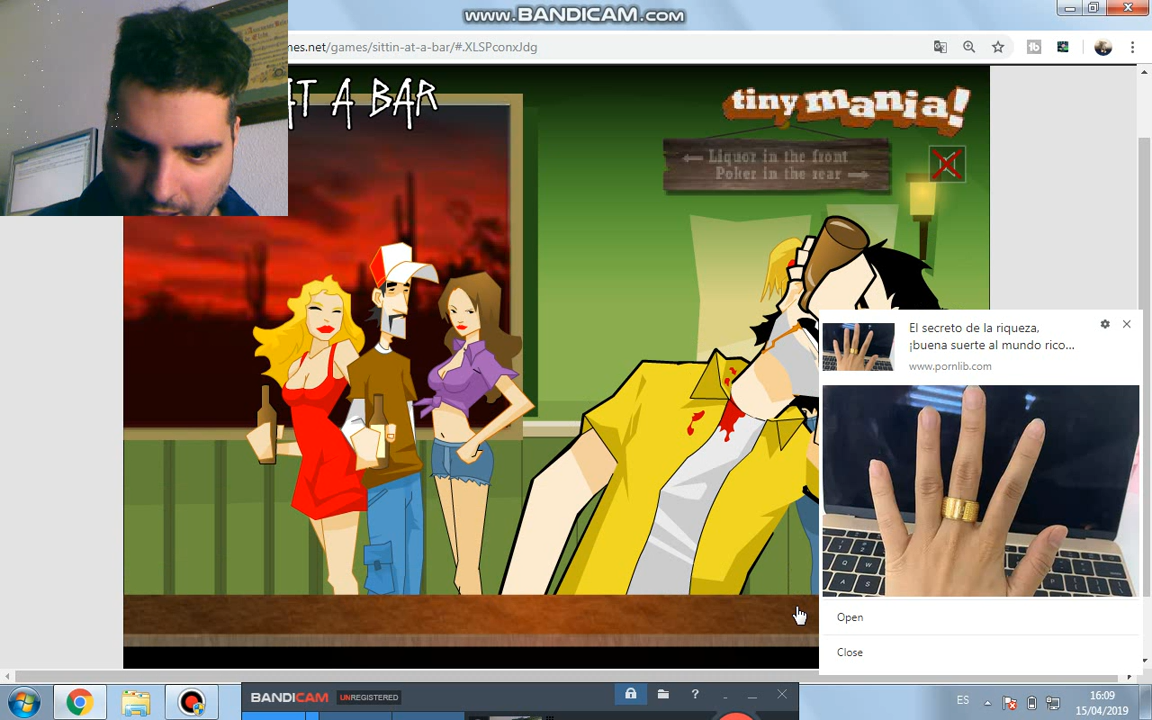 www.BANDICAM.com
mes.net/games/sittin-at-a-bar/#.XLSPconxJdg
AT A BAR
tiny mania!
Liquor in the front
Poker in the rear
El secreto de la riqueza,
¡buena suerte al mundo rico...
www.pornlib.com
Open
Close
BANDICAM UNREGISTERED
ES
16:09
15/04/2019